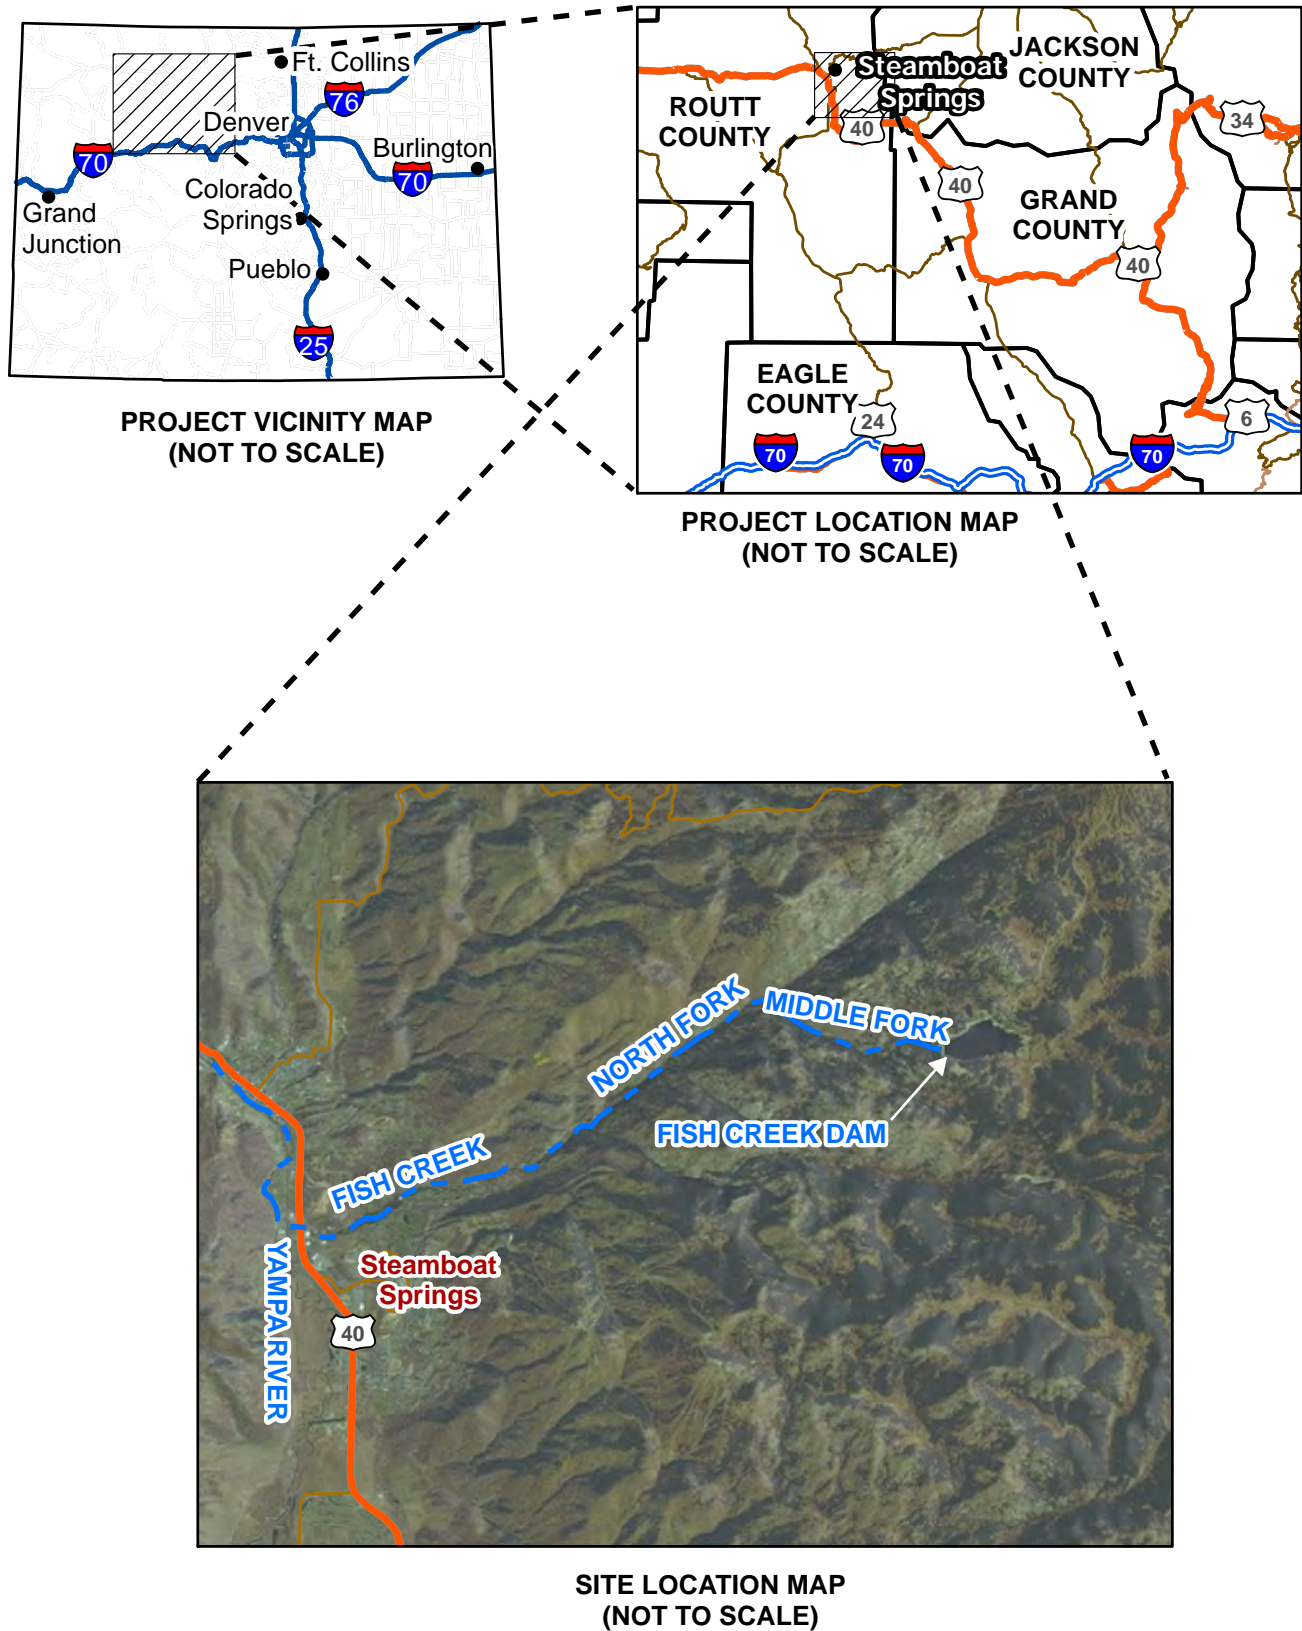 Ft. Collins
76
Denver
Burlington
70
70
Colorado
Springs
Grand
Junction
Pueblo
25
PROJECT VICINITY MAP
(NOT TO SCALE)
JACKSON
COUNTY
Steamboat
Springs
ROUTT
COUNTY
40
34
40
GRAND
COUNTY
40
EAGLE
COUNTY
24
6
70
70
70
PROJECT LOCATION MAP
(NOT TO SCALE)
MIDDLE FORK
NORTH FORK
FISH CREEK DAM
FISH CREEK
YAMPA RIVER
Steamboat
Springs
40
SITE LOCATION MAP
(NOT TO SCALE)